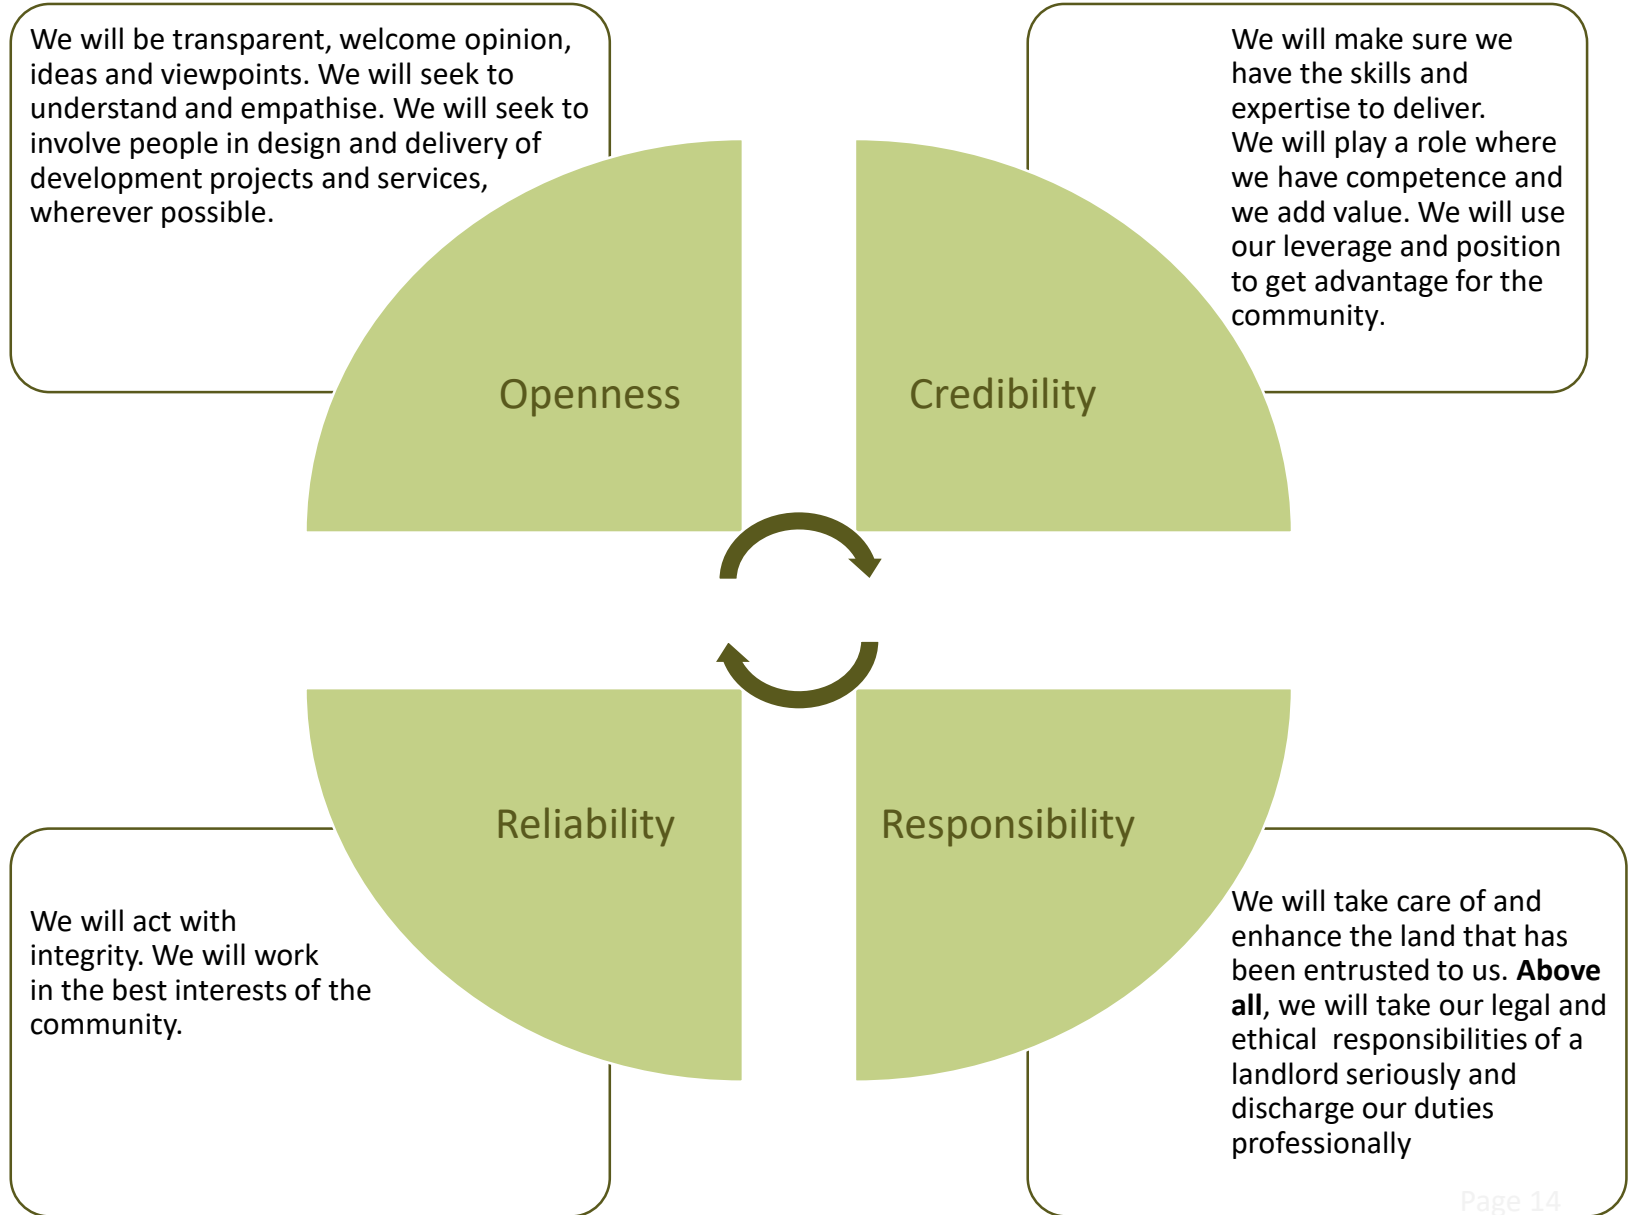 We will be transparent, welcome opinion,
ideas and viewpoints. We will seek to
understand and empathise. We will seek to
involve people in design and delivery of
development projects and services,
wherever possible.
We will make sure we
have the skills and
expertise to deliver.
We will play a role where
we have competence and
we add value. We will use
our leverage and position
to get advantage for the
community.
Openness
Credibility
Reliability
Responsibility
We will act with
integrity. We will work
in the best interests of the
community.
We will take care of and
enhance the land that has
been entrusted to us. Above
all, we will take our legal and
ethical  responsibilities of a
landlord seriously and
discharge our duties
professionally
Page 14